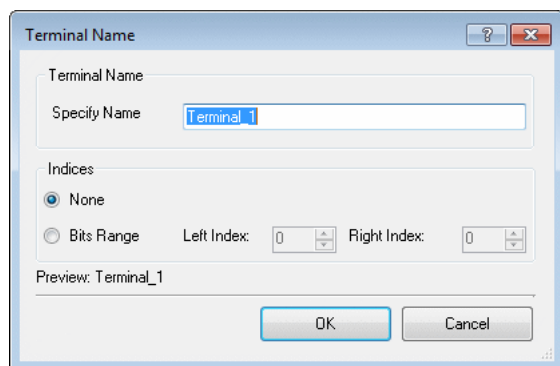 Terminal Name
Terminal Name
Specify Name Terminal_1
Indices
None
Bits Range Left Index: 0 Right Index: 0
Preview: Terminal_1
OK Cancel